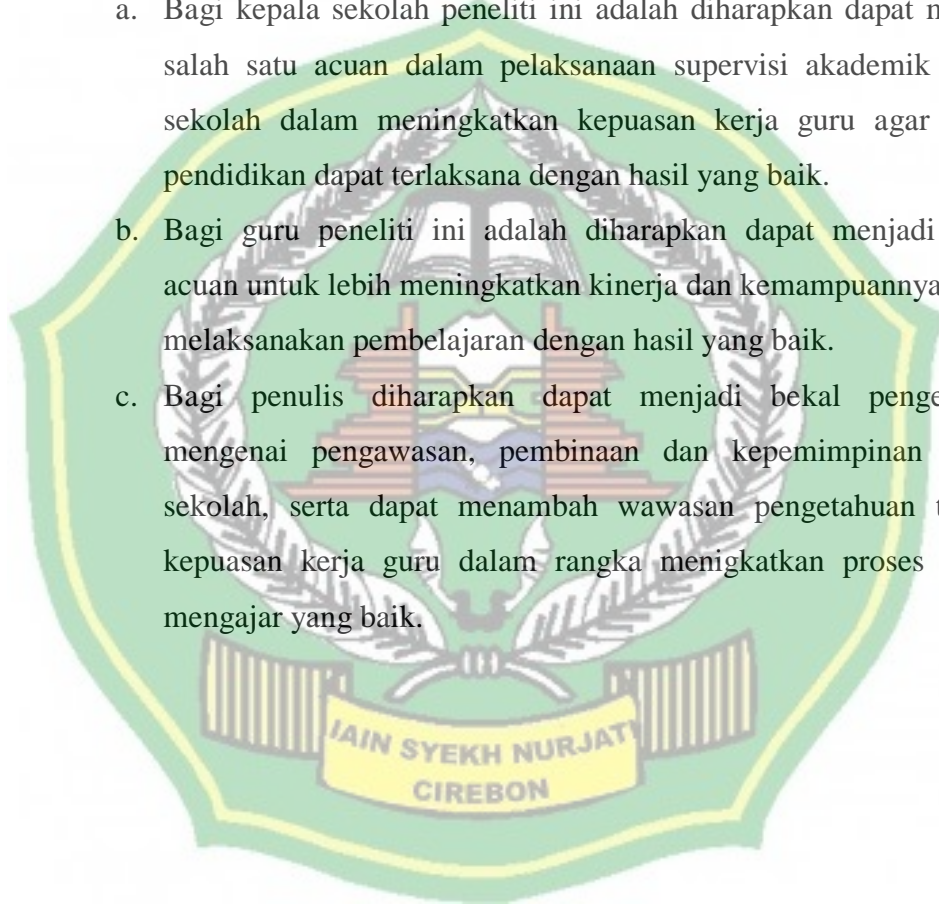 a. Bagi kepala sekolah peneliti ini adalah diharapkan dapat
salah satu acuan dalam pelaksanaan supervisi akademik
sekolah dalam meningkatkan kepuasan kerja guru agar
pendidikan dapat terlaksana dengan hasil yang baik.
b. Bagi guru peneliti ini adalah diharapkan dapat menjadi
acuan untuk lebih meningkatkan kinerja dan kemampuannya
melaksanakan pembelajaran dengan hasil yang baik.
c. Bagi penulis diharapkan dapat menjadi bekal
mengenai pengawasan, pembinaan dan kepemimpinan
sekolah, serta dapat menambah wawasan pengetahuan
kepuasan kerja guru dalam rangka menigkatkan proses
mengajar yang baik.
IAIN SYEKH NURJATI
CIREBON